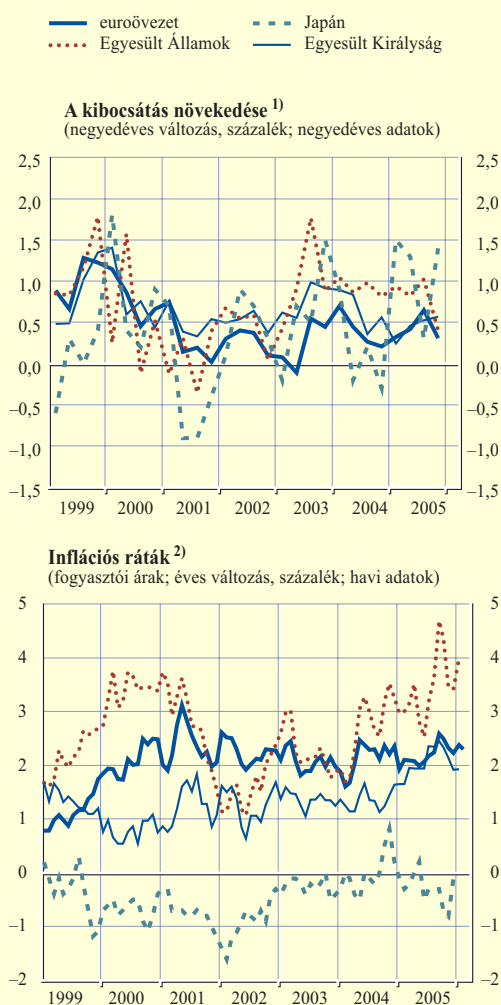 euroövezet Japán
Egyesült Államok Egyesült Királyság
A kibocsátás növekedése 1)
(negyedéves változás, százalék; negyedéves adatok)
2,5 2,5
2,0 2,0
1,5 1,5
1,0 1,0
0,5 0,5
0,0 0,0
–0,5 –0,5
–1,0 –1,0
–1,5 –1,5
1999 2000 2001 2002 2003 2004 2005
Inflációs ráták 2)
(fogyasztói árak; éves változás, százalék; havi adatok)
5 5
4 4
3 3
2 2
1 1
0 0
–1 –1
–2 –2
1999 2000 2001 2002 2003 2004 2005